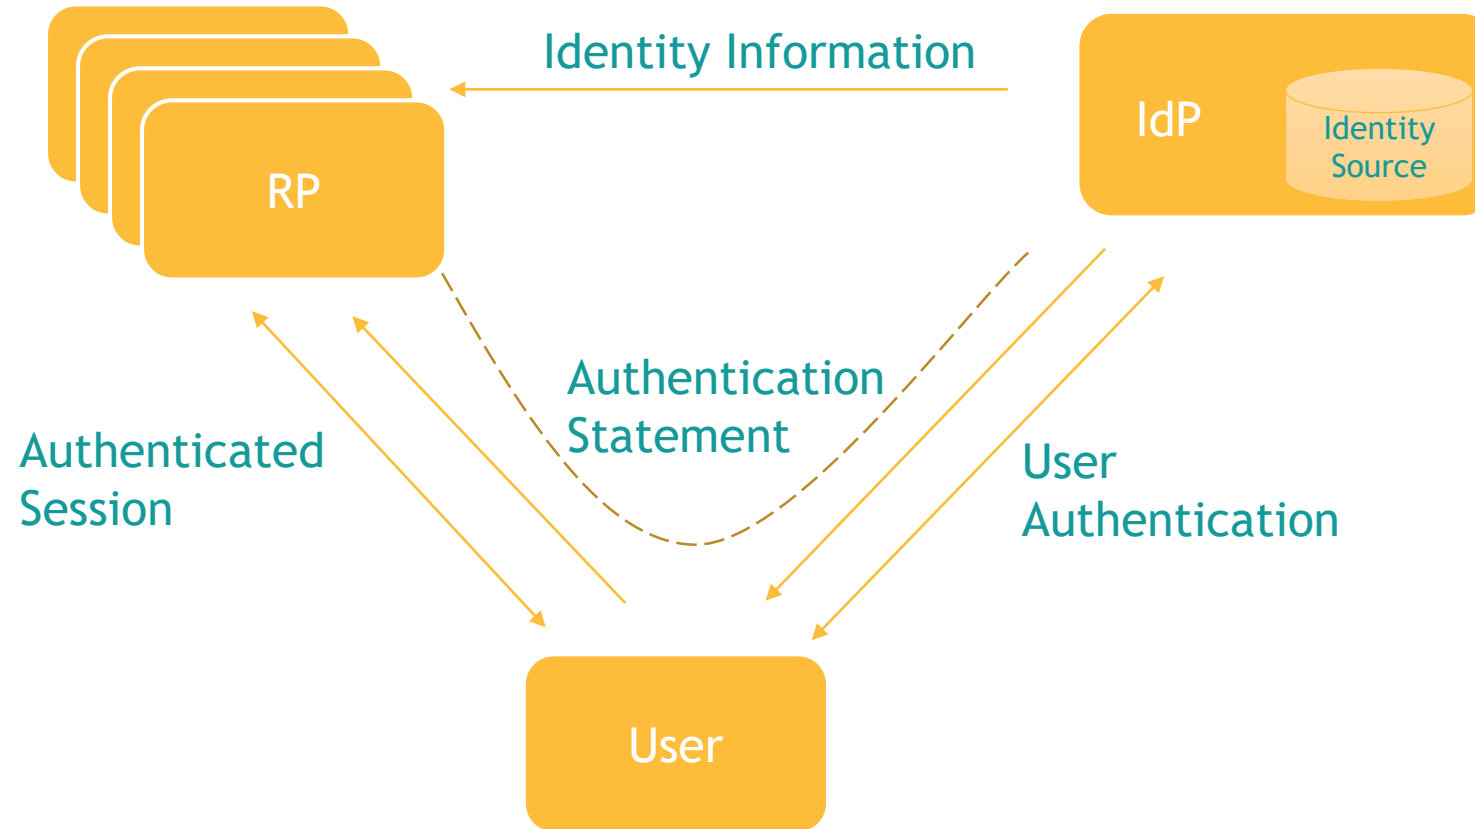 Identity Information
IdP
Identity
Source
RP
Authentication
Statement
Authenticated
Session
User
Authentication
User